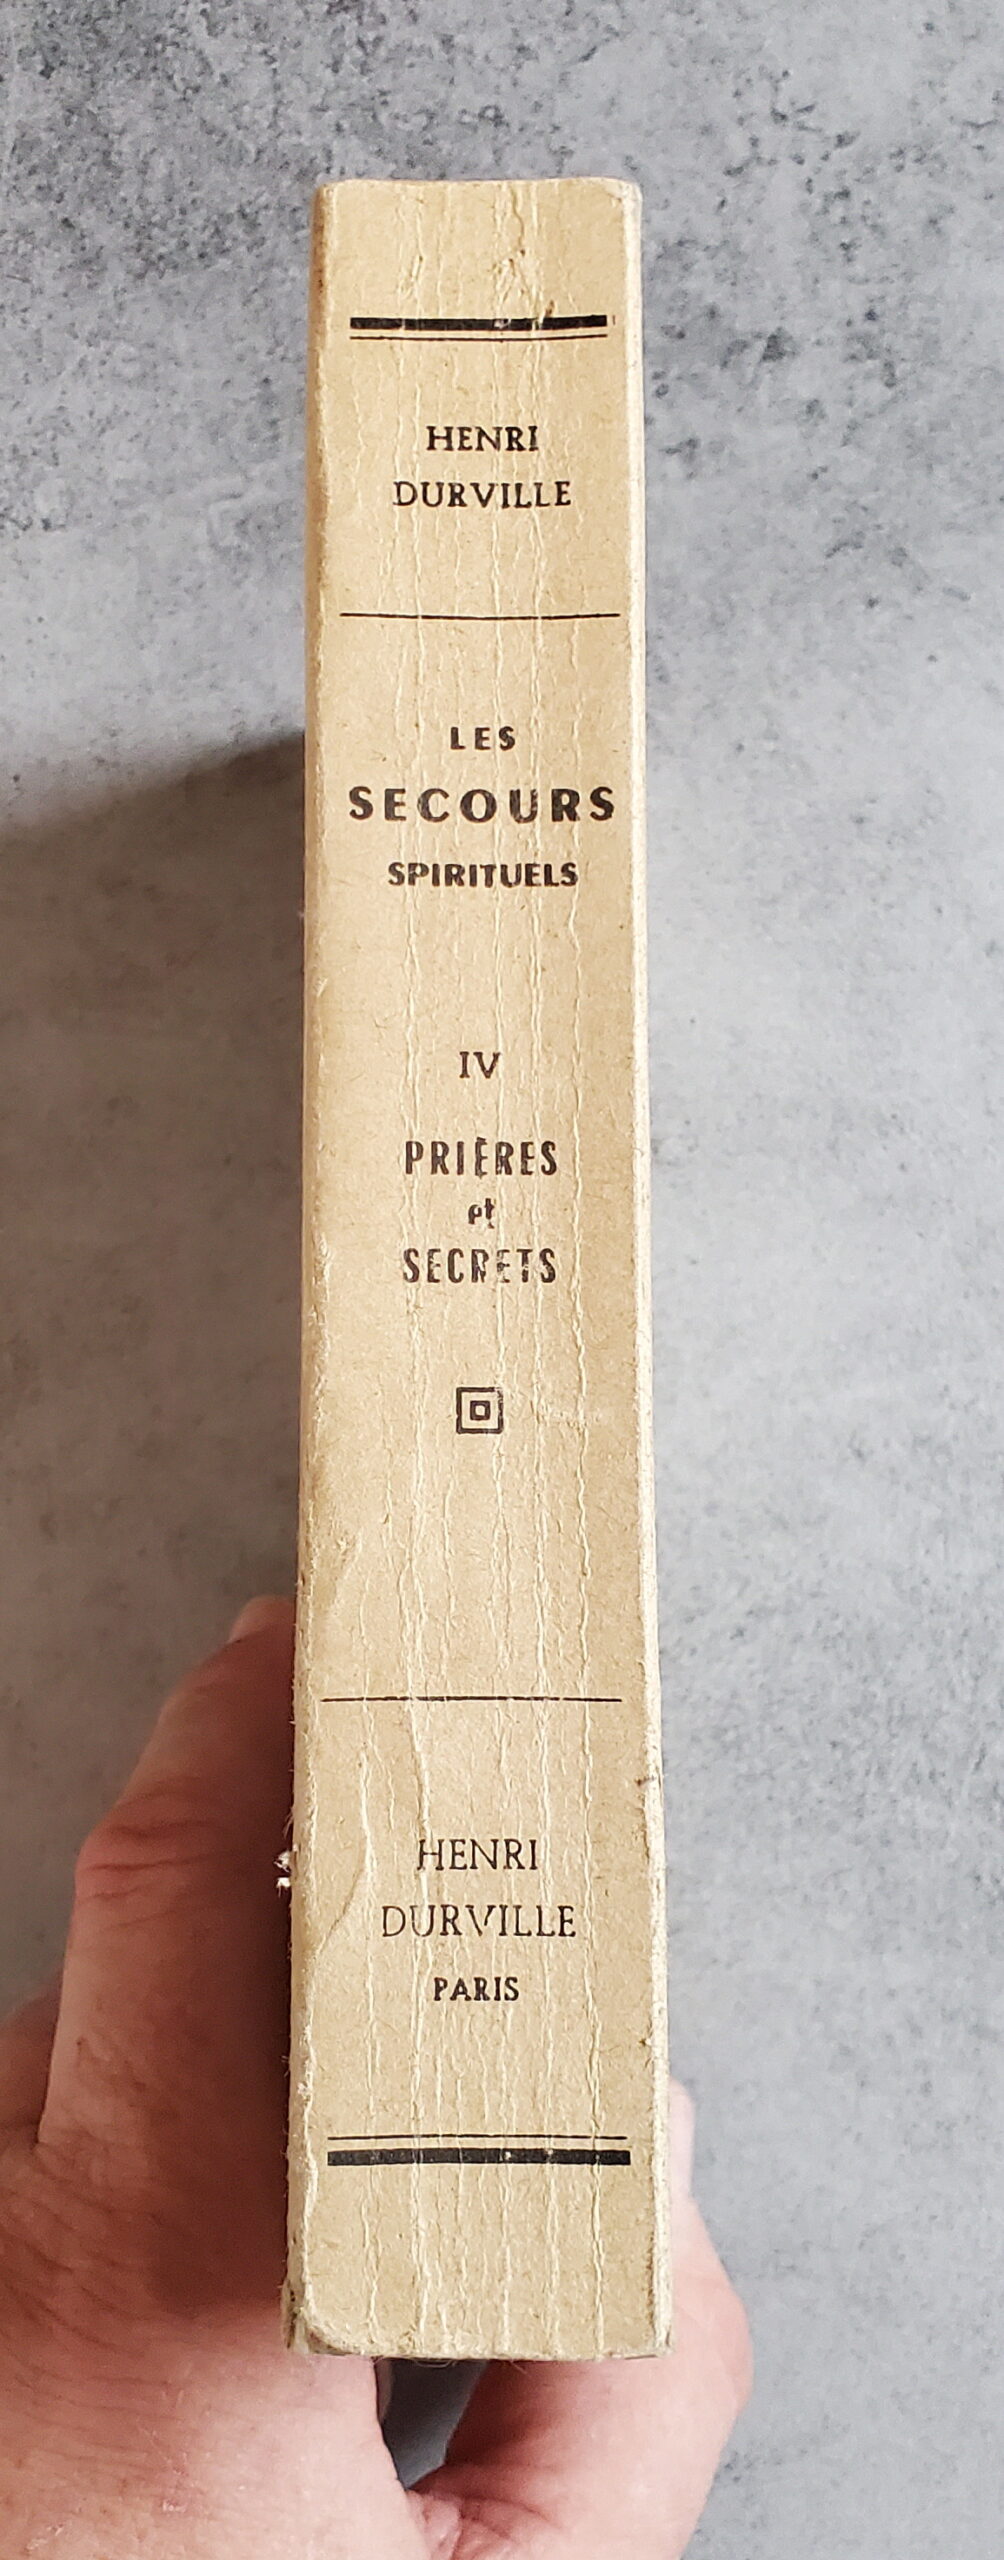 HENRI
DURVILLE
LES
SECOURS
SPIRITUELS
IV
PRIÈRES
et
SECRETS
HENRI
DURVILLE
PARIS